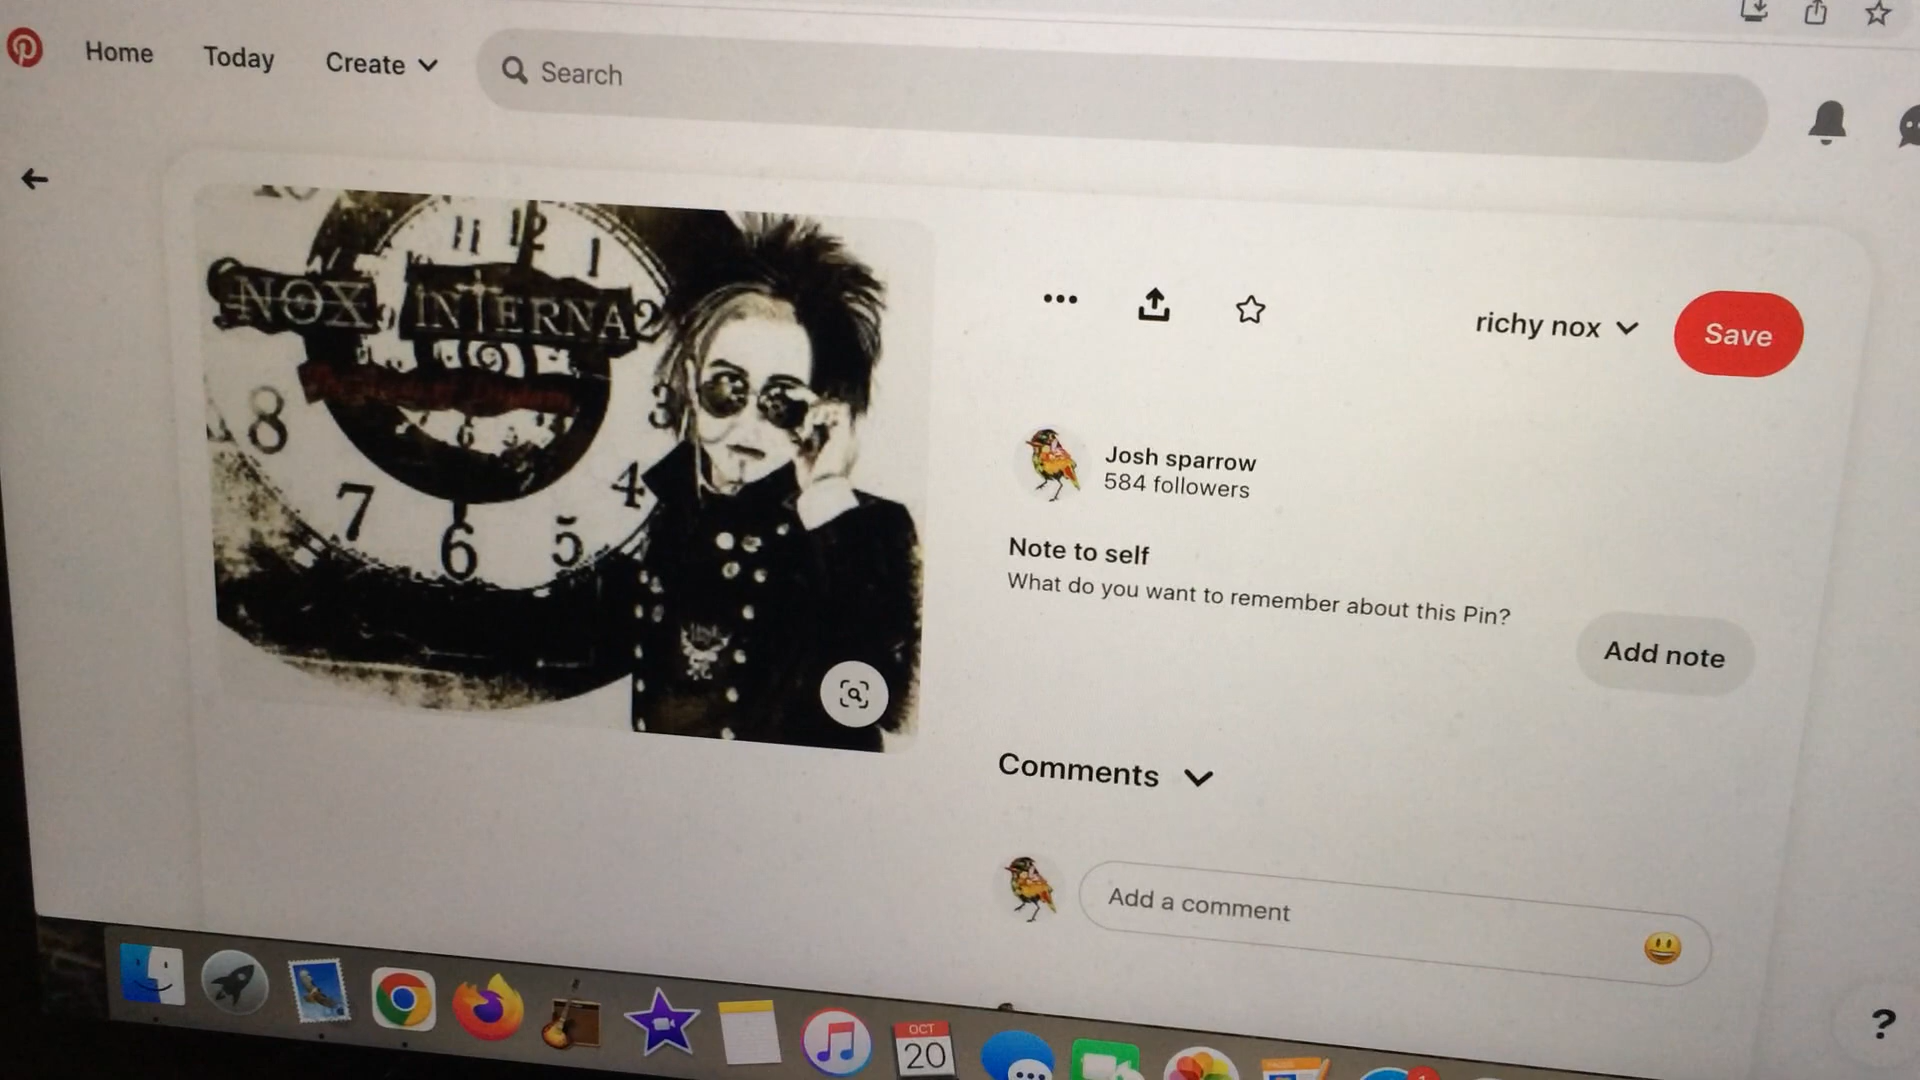 Home Today Create Search
11 12 1
NOX INTERNA 2
8 3
7 6 5 4
richy nox Save
Josh sparrow
584 followers
Note to self
What do you want to remember about this Pin?
Add note
Comments
Add a comment
OCT
20
?